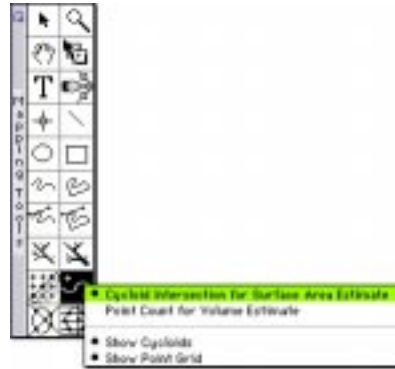 Mapping Tools
T
Cycloid Intersection for Surface Area Estimate
Point Count for Volume Estimate
Show Cycloids
Show Point Grid